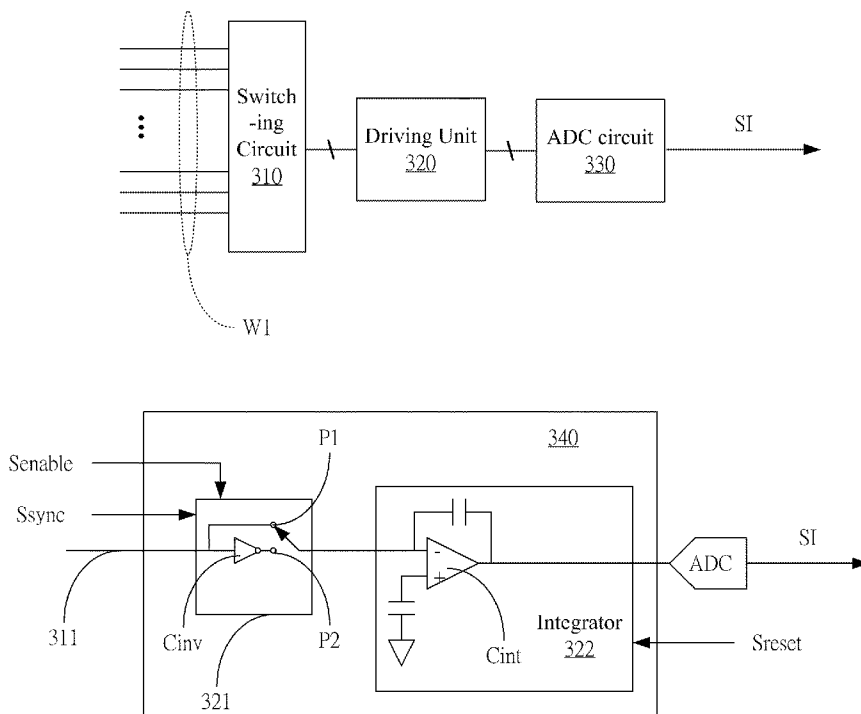 Switch
-ing
Circuit
310
Driving Unit
320
ADC circuit
330
SI
W1
340
P1
Senable
Ssync
ADC
SI
311
Cinv
P2
321
Cint
Integrator
322
Sreset
-
+